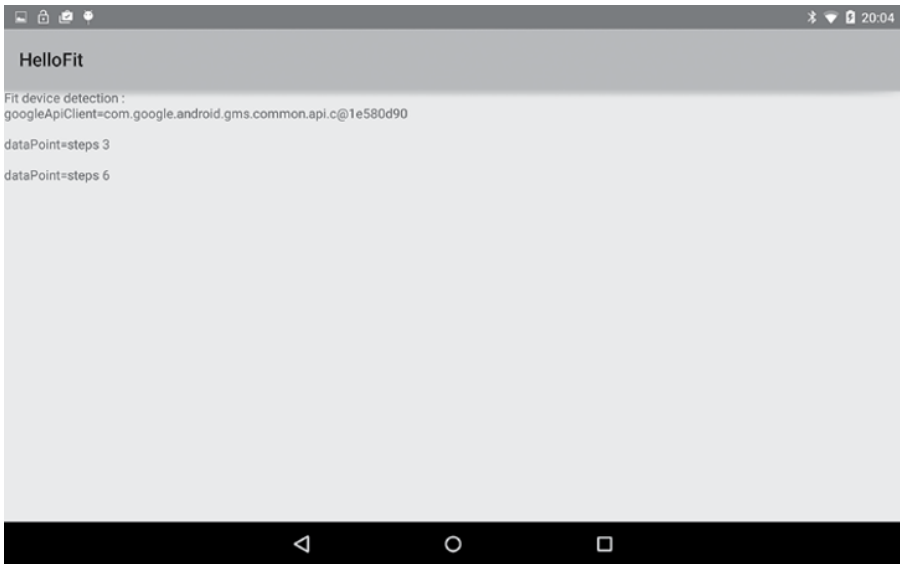 20:04
HelloFit
Fit device detection :
googleApiClient=com.google.android.gms.common.api.c@1e580d90
dataPoint=steps 3
dataPoint=steps 6